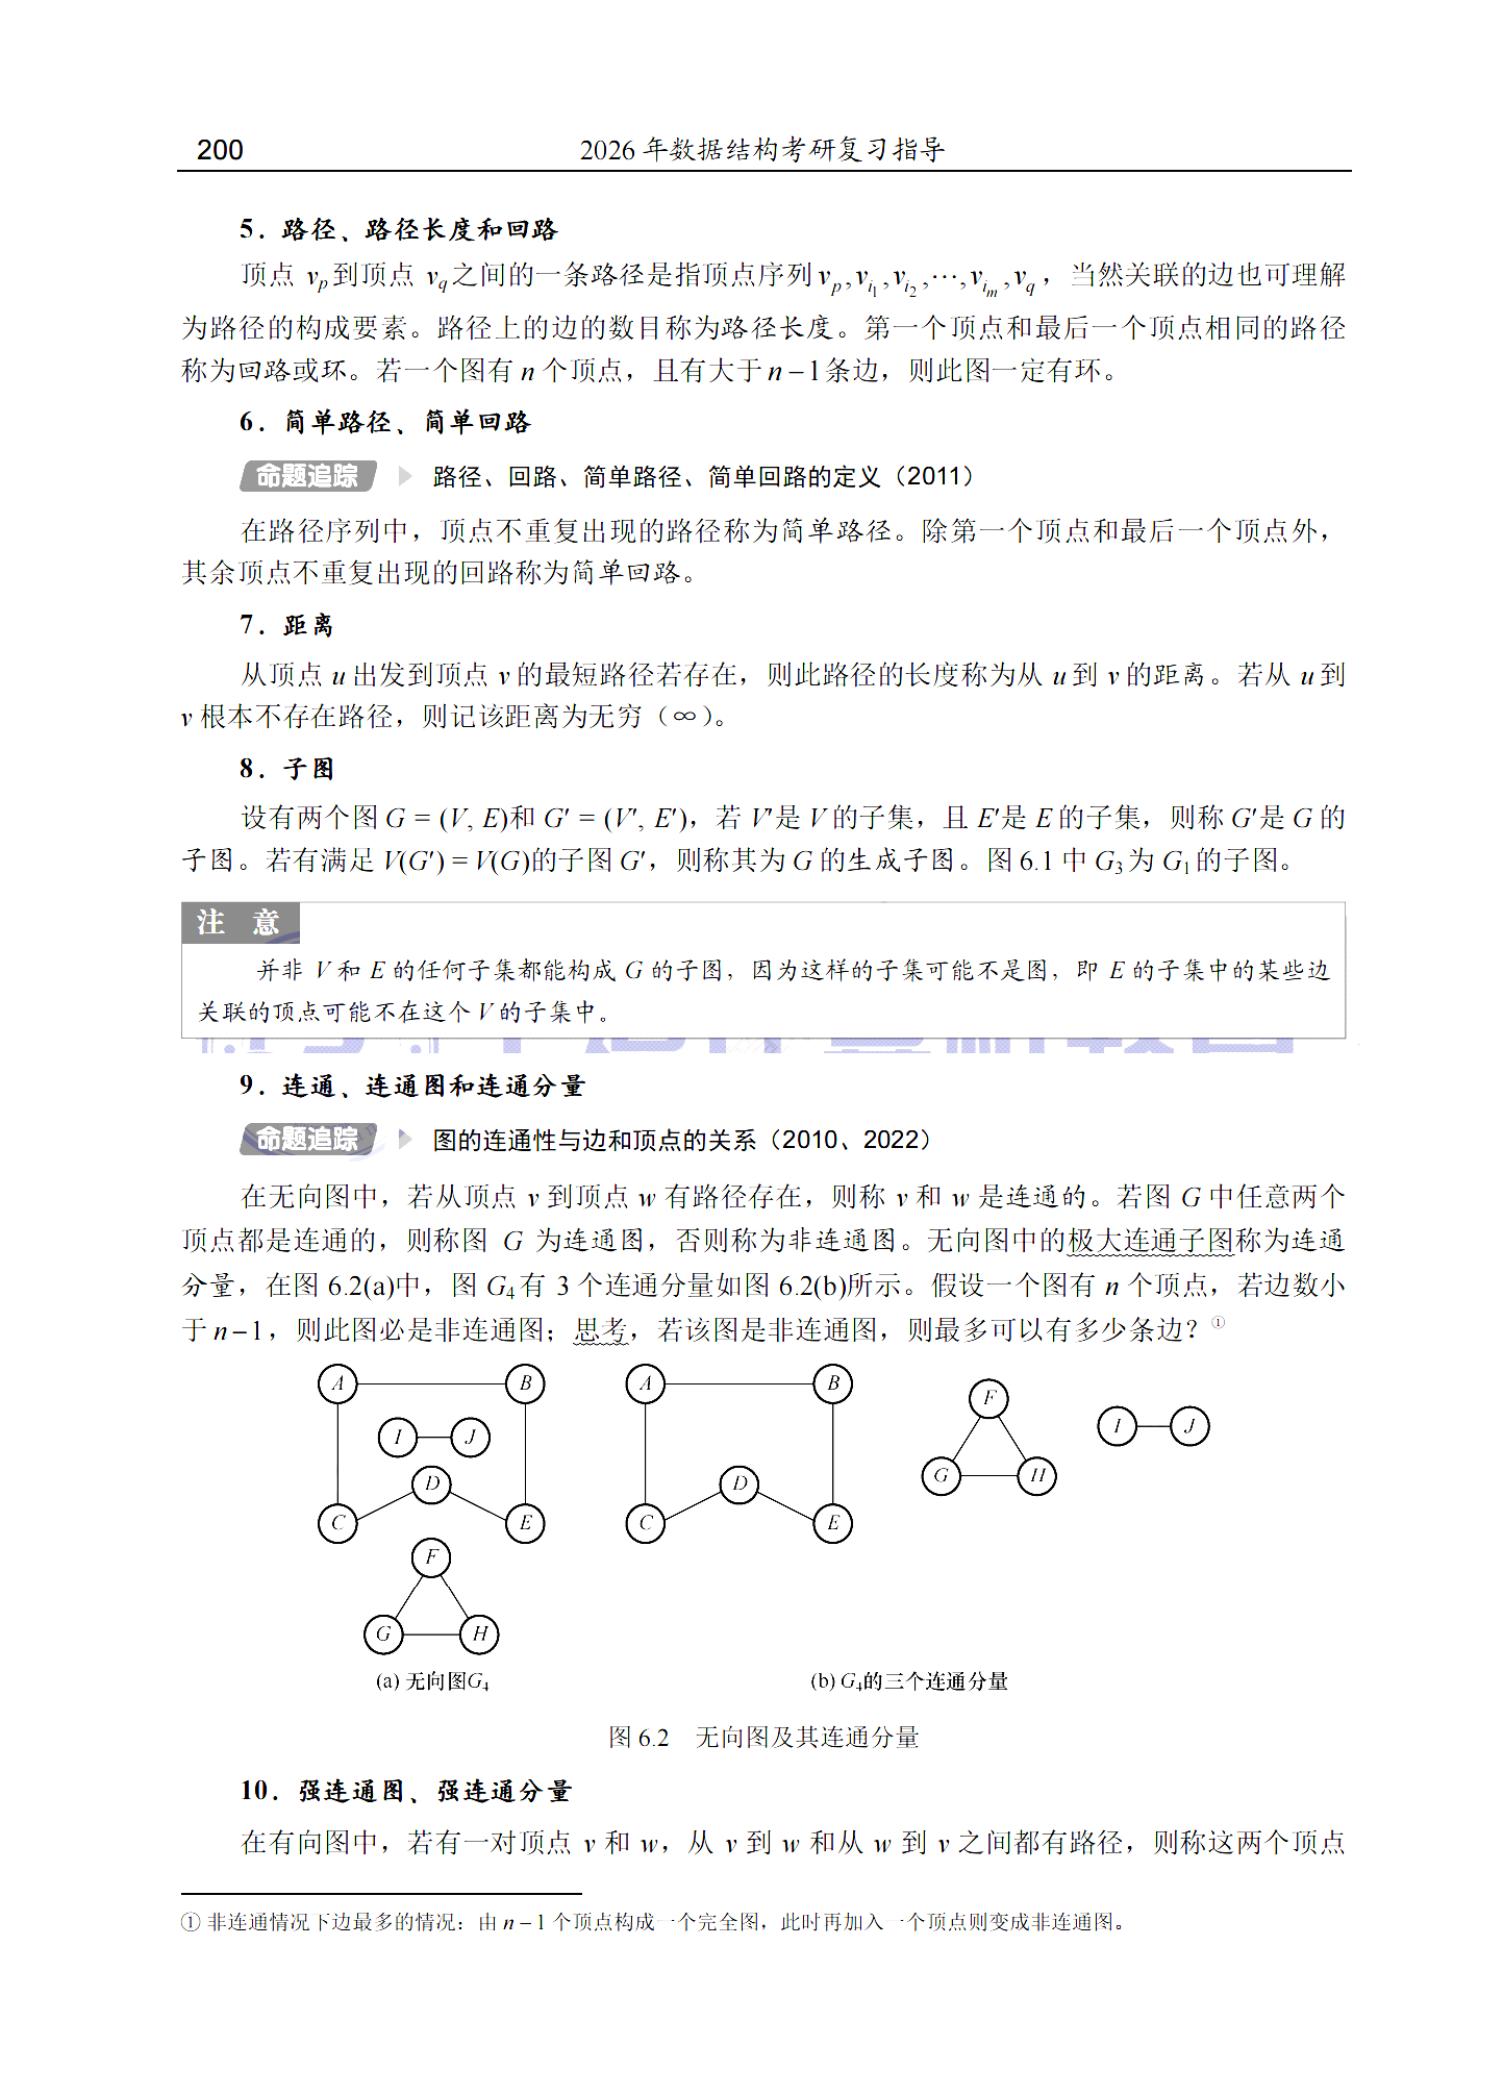 200
2026 年数据结构考研复习指导
5．路径、路径长度和回路
顶点 vp 到顶点 vq 之间的一条路径是指顶点序列 vp, vi1, vi2, ⋯, vim, vq，当然关联的边也可理解
为路径的构成要素。路径上的边的数目称为路径长度。第一个顶点和最后一个顶点相同的路径
称为回路或环。若一个图有 n 个顶点，且有大于 n－1条边，则此图一定有环。
6．简单路径、简单回路
命题追踪 路径、回路、简单路径、简单回路的定义（2011）
在路径序列中，顶点不重复出现的路径称为简单路径。除第一个顶点和最后一个顶点外，
其余顶点不重复出现的回路称为简单回路。
7．距离
从顶点 u 出发到顶点 v 的最短路径若存在，则此路径的长度称为从 u 到 v 的距离。若从 u 到
v 根本不存在路径，则记该距离为无穷（∞）。
8．子图
设有两个图 G = (V, E)和 G′ = (V′, E′)，若 V′是 V 的子集，且 E′是 E 的子集，则称 G′是 G 的
子图。若有满足 V(G′) = V(G)的子图 G′，则称其为 G 的生成子图。图 6.1 中 G3 为 G1 的子图。
注 意
并非 V 和 E 的任何子集都能构成 G 的子图，因为这样的子集可能不是图，即 E 的子集中的某些边
关联的顶点可能不在这个 V 的子集中。
9．连通、连通图和连通分量
命题追踪 图的连通性与边和顶点的关系（2010、2022）
在无向图中，若从顶点 v 到顶点 w 有路径存在，则称 v 和 w 是连通的。若图 G 中任意两个
顶点都是连通的，则称图 G 为连通图，否则称为非连通图。无向图中的极大连通子图称为连通
分量，在图 6.2(a)中，图 G4 有 3 个连通分量如图 6.2(b)所示。假设一个图有 n 个顶点，若边数小
于 n－1，则此图必是非连通图；思考，若该图是非连通图，则最多可以有多少条边？①
A B A B F I J
I J
D D G H
C E C E
F
G H
(a) 无向图G4 (b) G4的三个连通分量
图 6.2 无向图及其连通分量
10．强连通图、强连通分量
在有向图中，若有一对顶点 v 和 w，从 v 到 w 和从 w 到 v 之间都有路径，则称这两个顶点
① 非连通情况下边最多的情况：由 n－1 个顶点构成一个完全图，此时再加入一个顶点则变成非连通图。